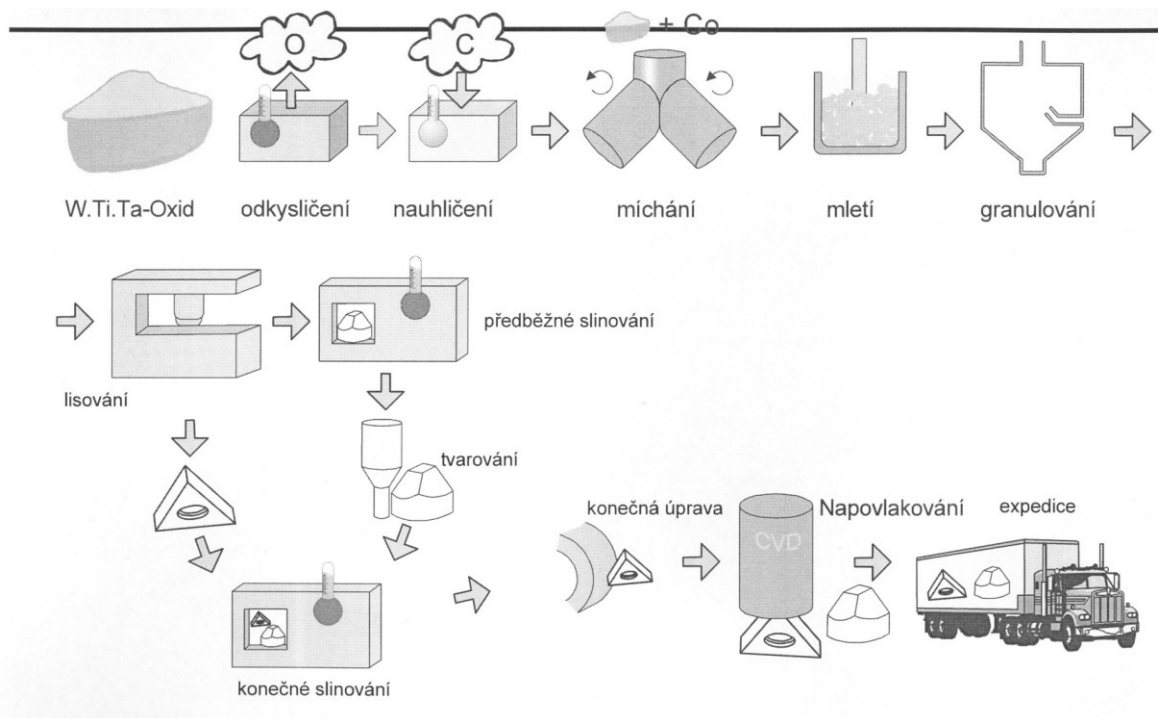 + Co
O
C
W.Ti.Ta-Oxid
odkysličení
nauhličení
míchání
mletí
granulování
předběžné slinování
lisování
tvarování
konečná úprava
Napovlakování
expedice
CVD
konečné slinování